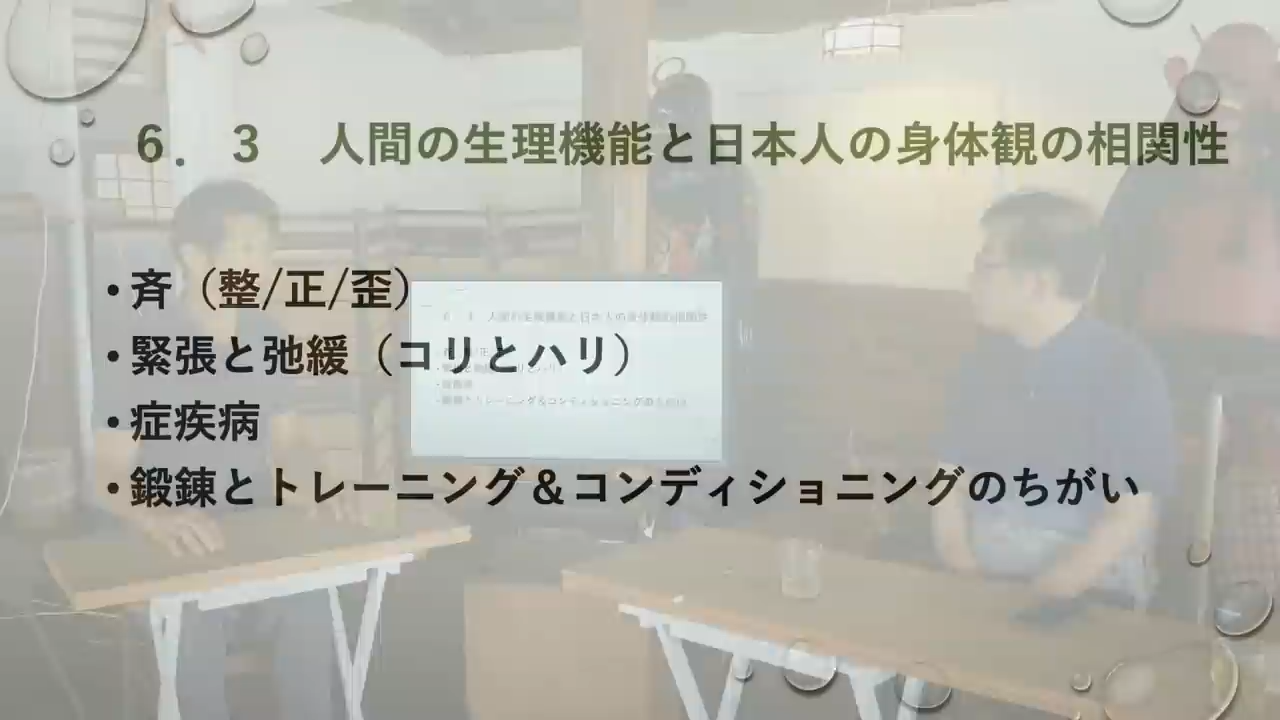 ６．３　人間の生理機能と日本人の身体観の相関性
・斉（整/正/歪）
・緊張と弛緩（コリとハリ）
・症疾病
・鍛錬とトレーニング＆コンディショニングのちがい